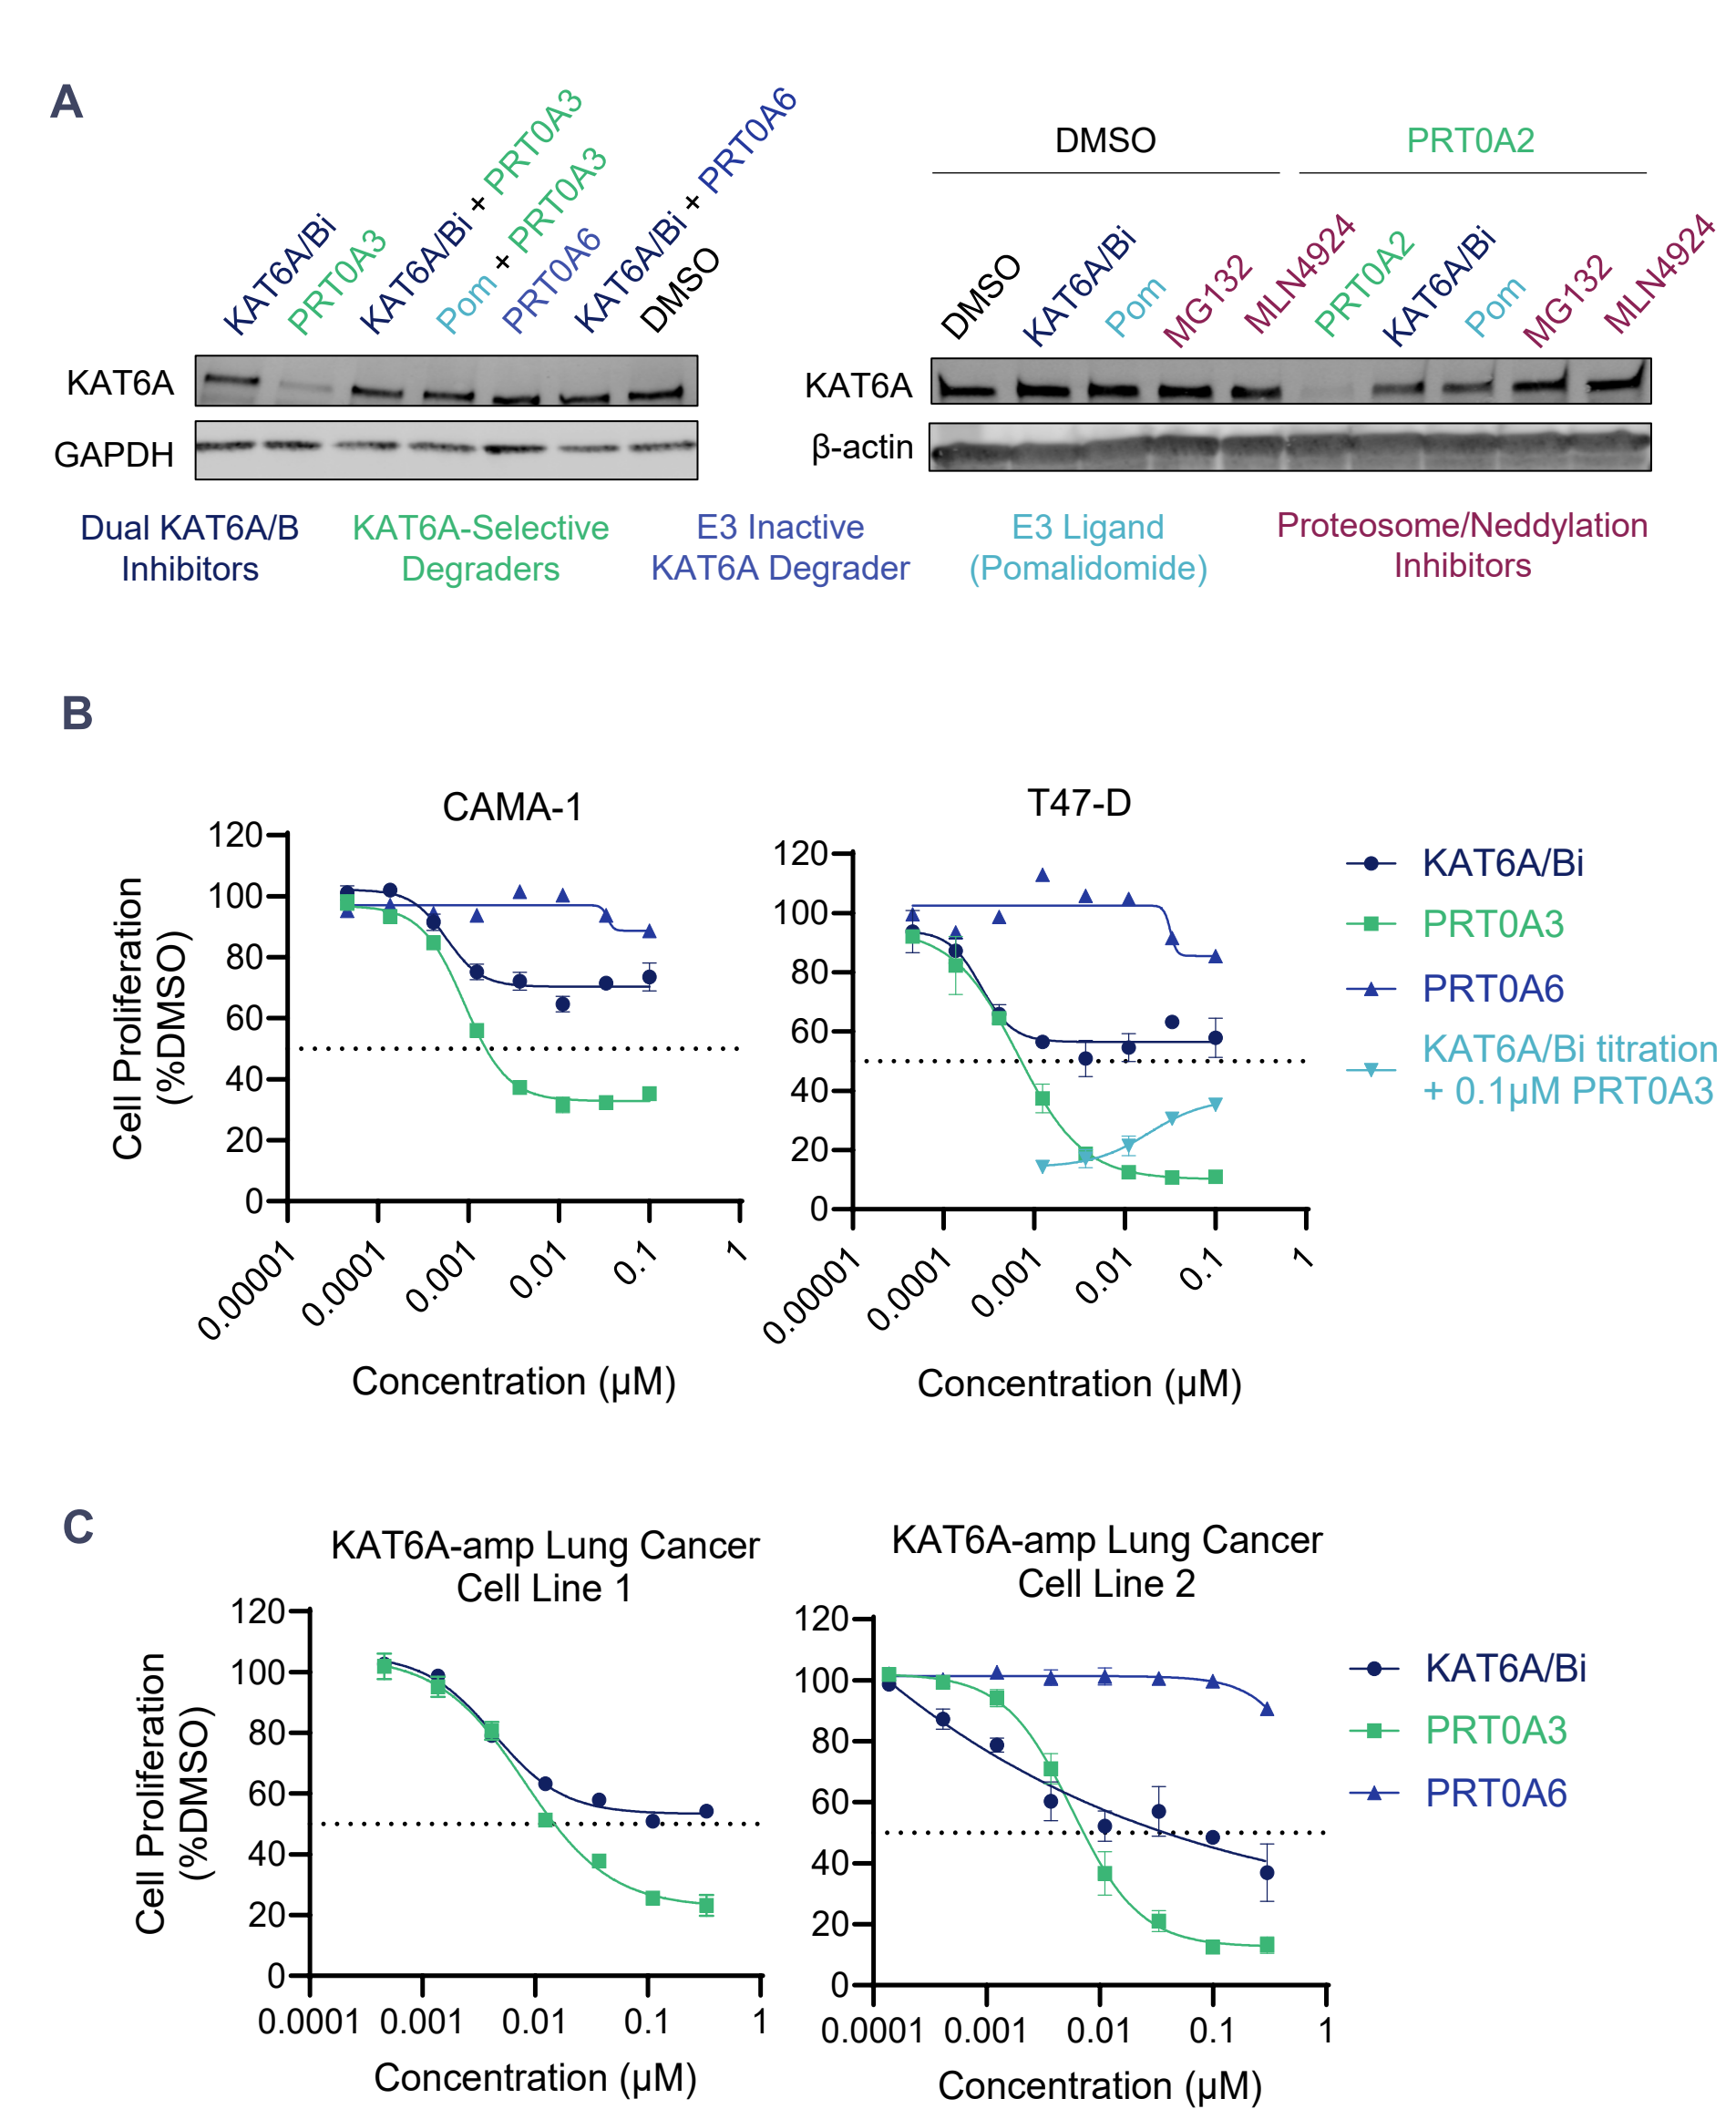 A
KAT6A/Bi
PRT0A3
KAT6A/Bi + PRT0A3
Pom + PRT0A3
PRT0A6
KAT6A/Bi + PRT0A6
DMSO
DMSO
PRT0A2
DMSO
KAT6A/Bi
Pom
MG132
MLN4924
PRT0A2
KAT6A/Bi
Pom
MG132
MLN4924
KAT6A
GAPDH
KAT6A
β-actin
Dual KAT6A/B
Inhibitors
KAT6A-Selective
Degraders
E3 Inactive
KAT6A Degrader
E3 Ligand
(Pomalidomide)
Proteosome/Neddylation
Inhibitors
B
CAMA-1
120
100
80
60
40
20
0
Cell Proliferation
(%DMSO)
0.00001
0.0001
0.001
0.01
0.1
1
Concentration (µM)
T47-D
120
100
80
60
40
20
0
0.00001
0.0001
0.001
0.01
0.1
1
Concentration (µM)
KAT6A/Bi
PRT0A3
PRT0A6
KAT6A/Bi titration
+ 0.1µM PRT0A3
C
KAT6A-amp Lung Cancer
Cell Line 1
120
100
80
60
40
20
0
Cell Proliferation
(%DMSO)
0.0001
0.001
0.01
0.1
1
Concentration (µM)
KAT6A-amp Lung Cancer
Cell Line 2
120
100
80
60
40
20
0
0.0001
0.001
0.01
0.1
1
Concentration (µM)
KAT6A/Bi
PRT0A3
PRT0A6